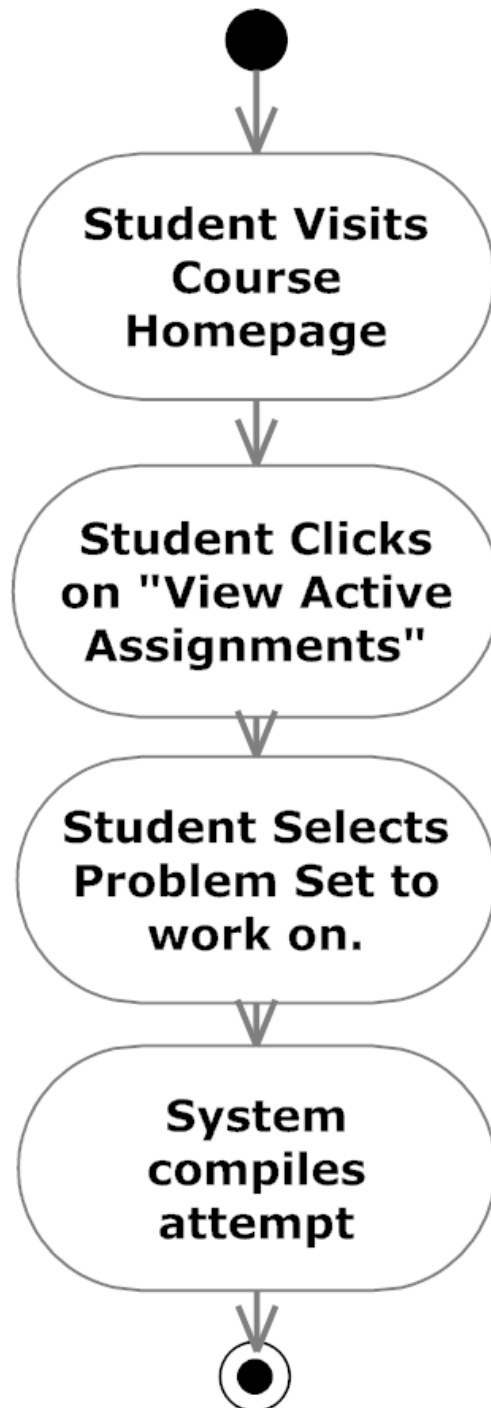 Student Visits
Course
Homepage
Student Clicks
on "View Active
Assignments"
Student Selects
Problem Set to
work on.
System
compiles
attempt